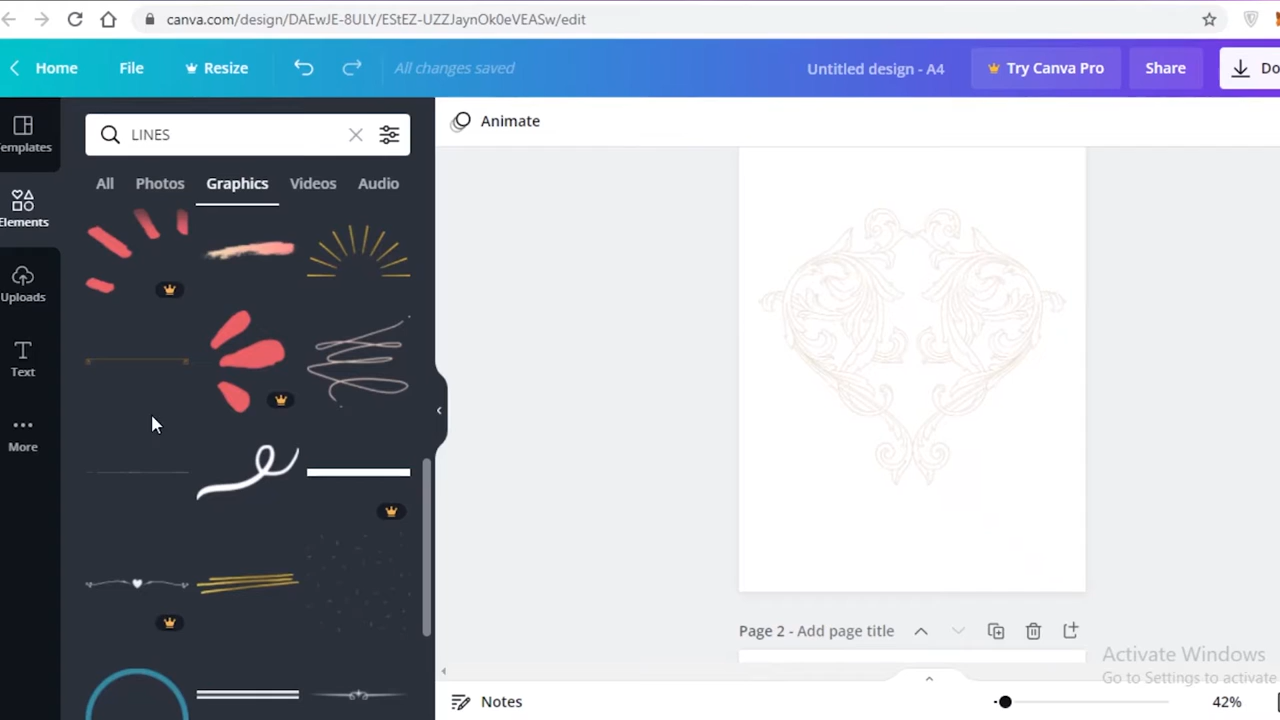 canva.com/design/DAEwJE-8ULY/EStEZ-UZZJaynOk0eVEASw/edit
Home File Resize All changes saved Untitled design - A4 Try Canva Pro Share Do
LINES
Animate
emplates
All Photos Graphics Videos Audio
Elements
Uploads
Text
More
Page 2 - Add page title
Activate Windows
Go to Settings to activate
Notes
42%